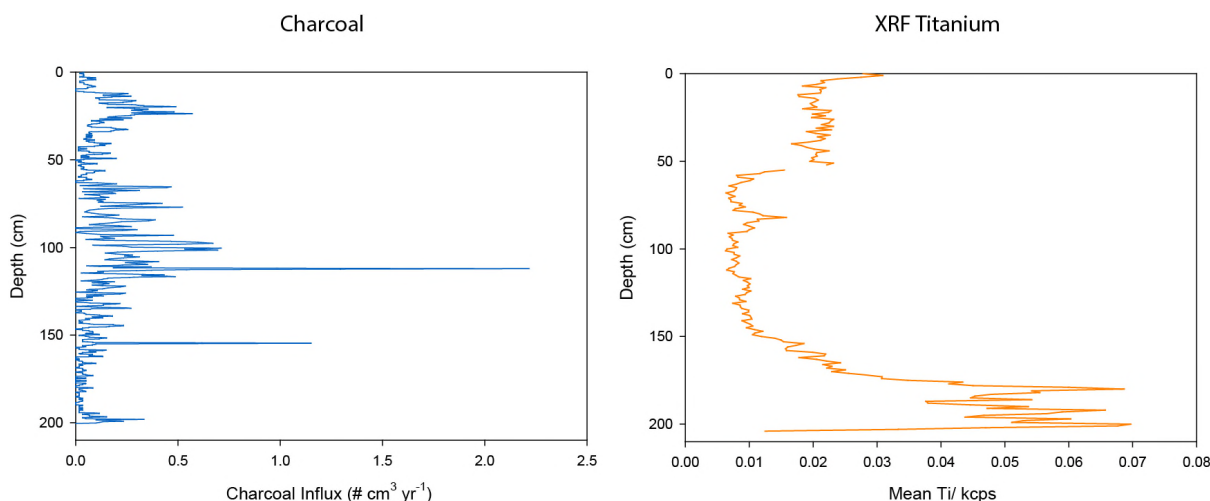 Charcoal
XRF Titanium
0
50
100
150
200
Depth (cm)
0.0 0.5 1.0 1.5 2.0 2.5
Charcoal Influx (# cm³ yr⁻¹)
0
50
100
150
200
Depth (cm)
0.00 0.01 0.02 0.03 0.04 0.05 0.06 0.07 0.08
Mean Ti/ kcps